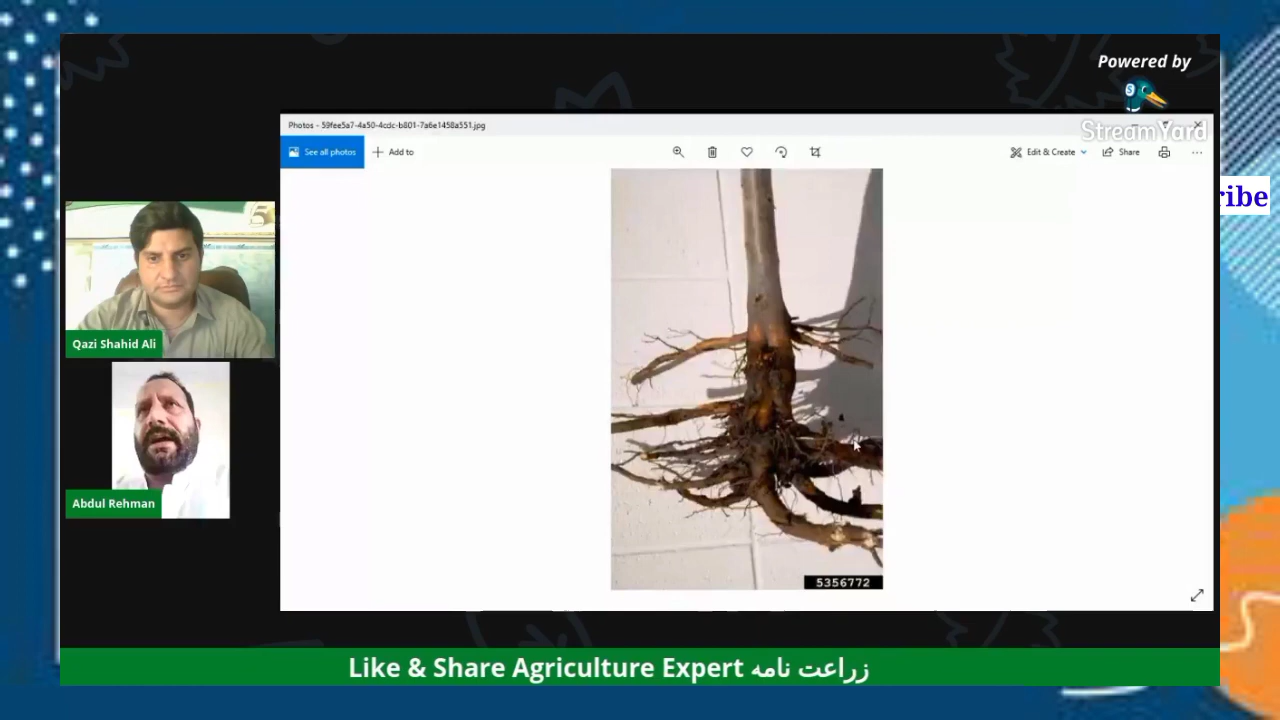 Powered by
StreamYard
Photos - 59fee5a7-4a50-4cdc-b801-7a6e1458a551.jpg
See all photos
Add to
Edit & Create
Share
ribe
Qazi Shahid Ali
Abdul Rehman
5356772
Like & Share Agriculture Expert زراعت نامه